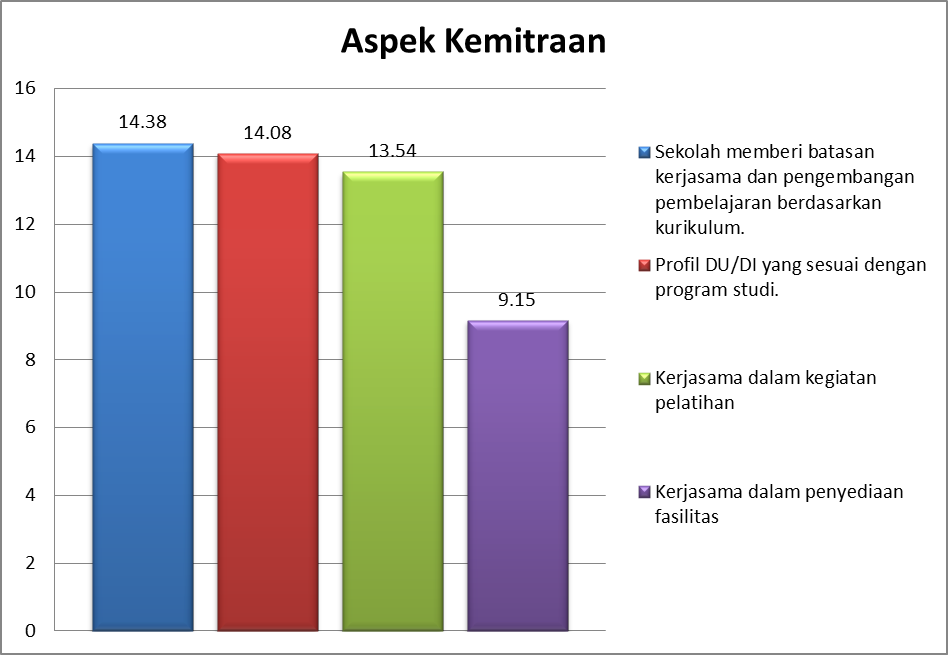 Aspek Kemitraan
16
14
12
10
8
6
4
2
0
14.38
14.08
13.54
9.15
Sekolah memberi batasan
kerjasama dan pengembangan
pembelajaran berdasarkan
kurikulum.
Profil DU/DI yang sesuai dengan
program studi.
Kerjasama dalam kegiatan
pelatihan
Kerjasama dalam penyediaan
fasilitas